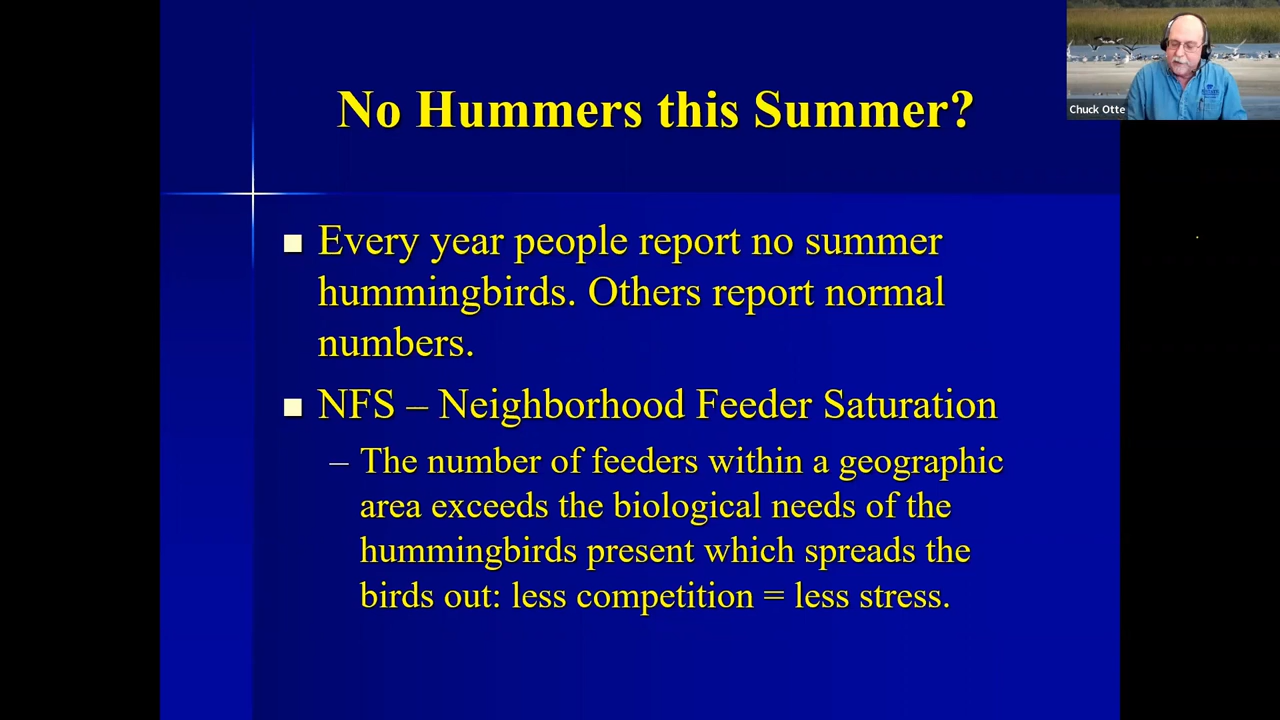 No Hummers this Summer?
Every year people report no summer
hummingbirds. Others report normal
numbers.
NFS – Neighborhood Feeder Saturation
– The number of feeders within a geographic
area exceeds the biological needs of the
hummingbirds present which spreads the
birds out: less competition = less stress.
Chuck Otte